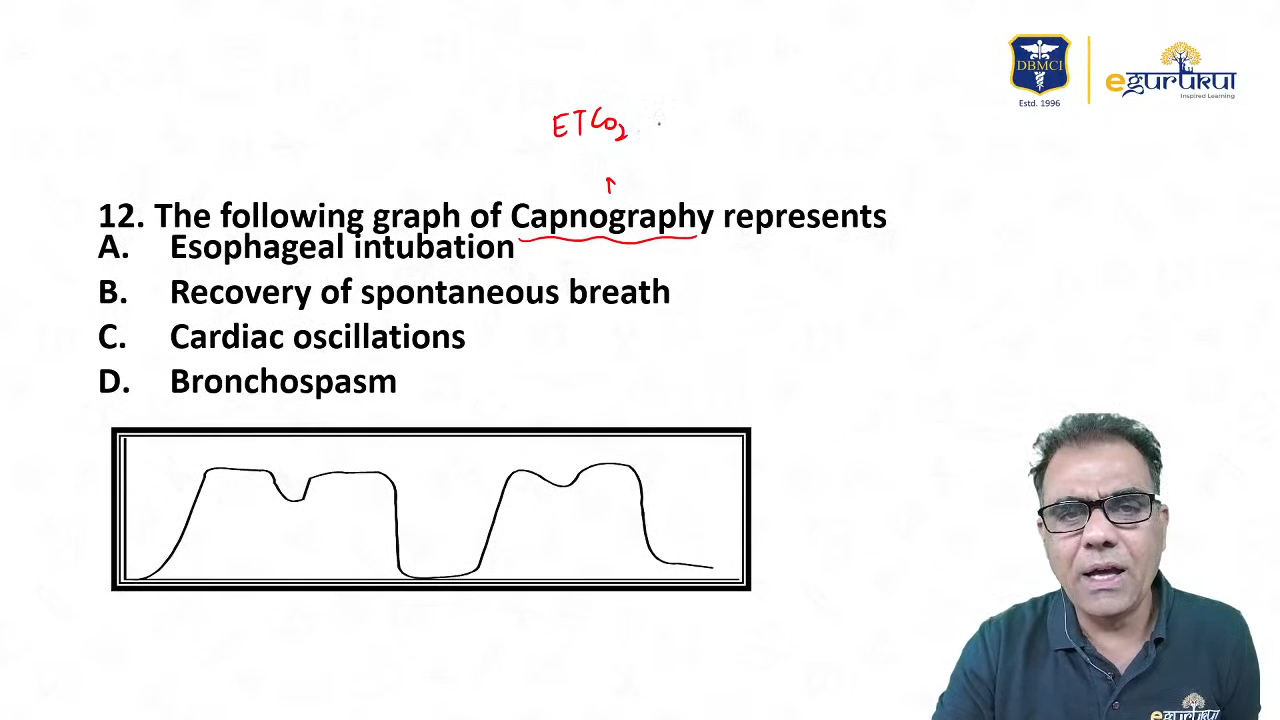 DBMCI
Estd. 1996
egurukul
Inspired Learning
ETCO2
↑
12. The following graph of Capnography represents
A. Esophageal intubation
B. Recovery of spontaneous breath
C. Cardiac oscillations
D. Bronchospasm
egurukul